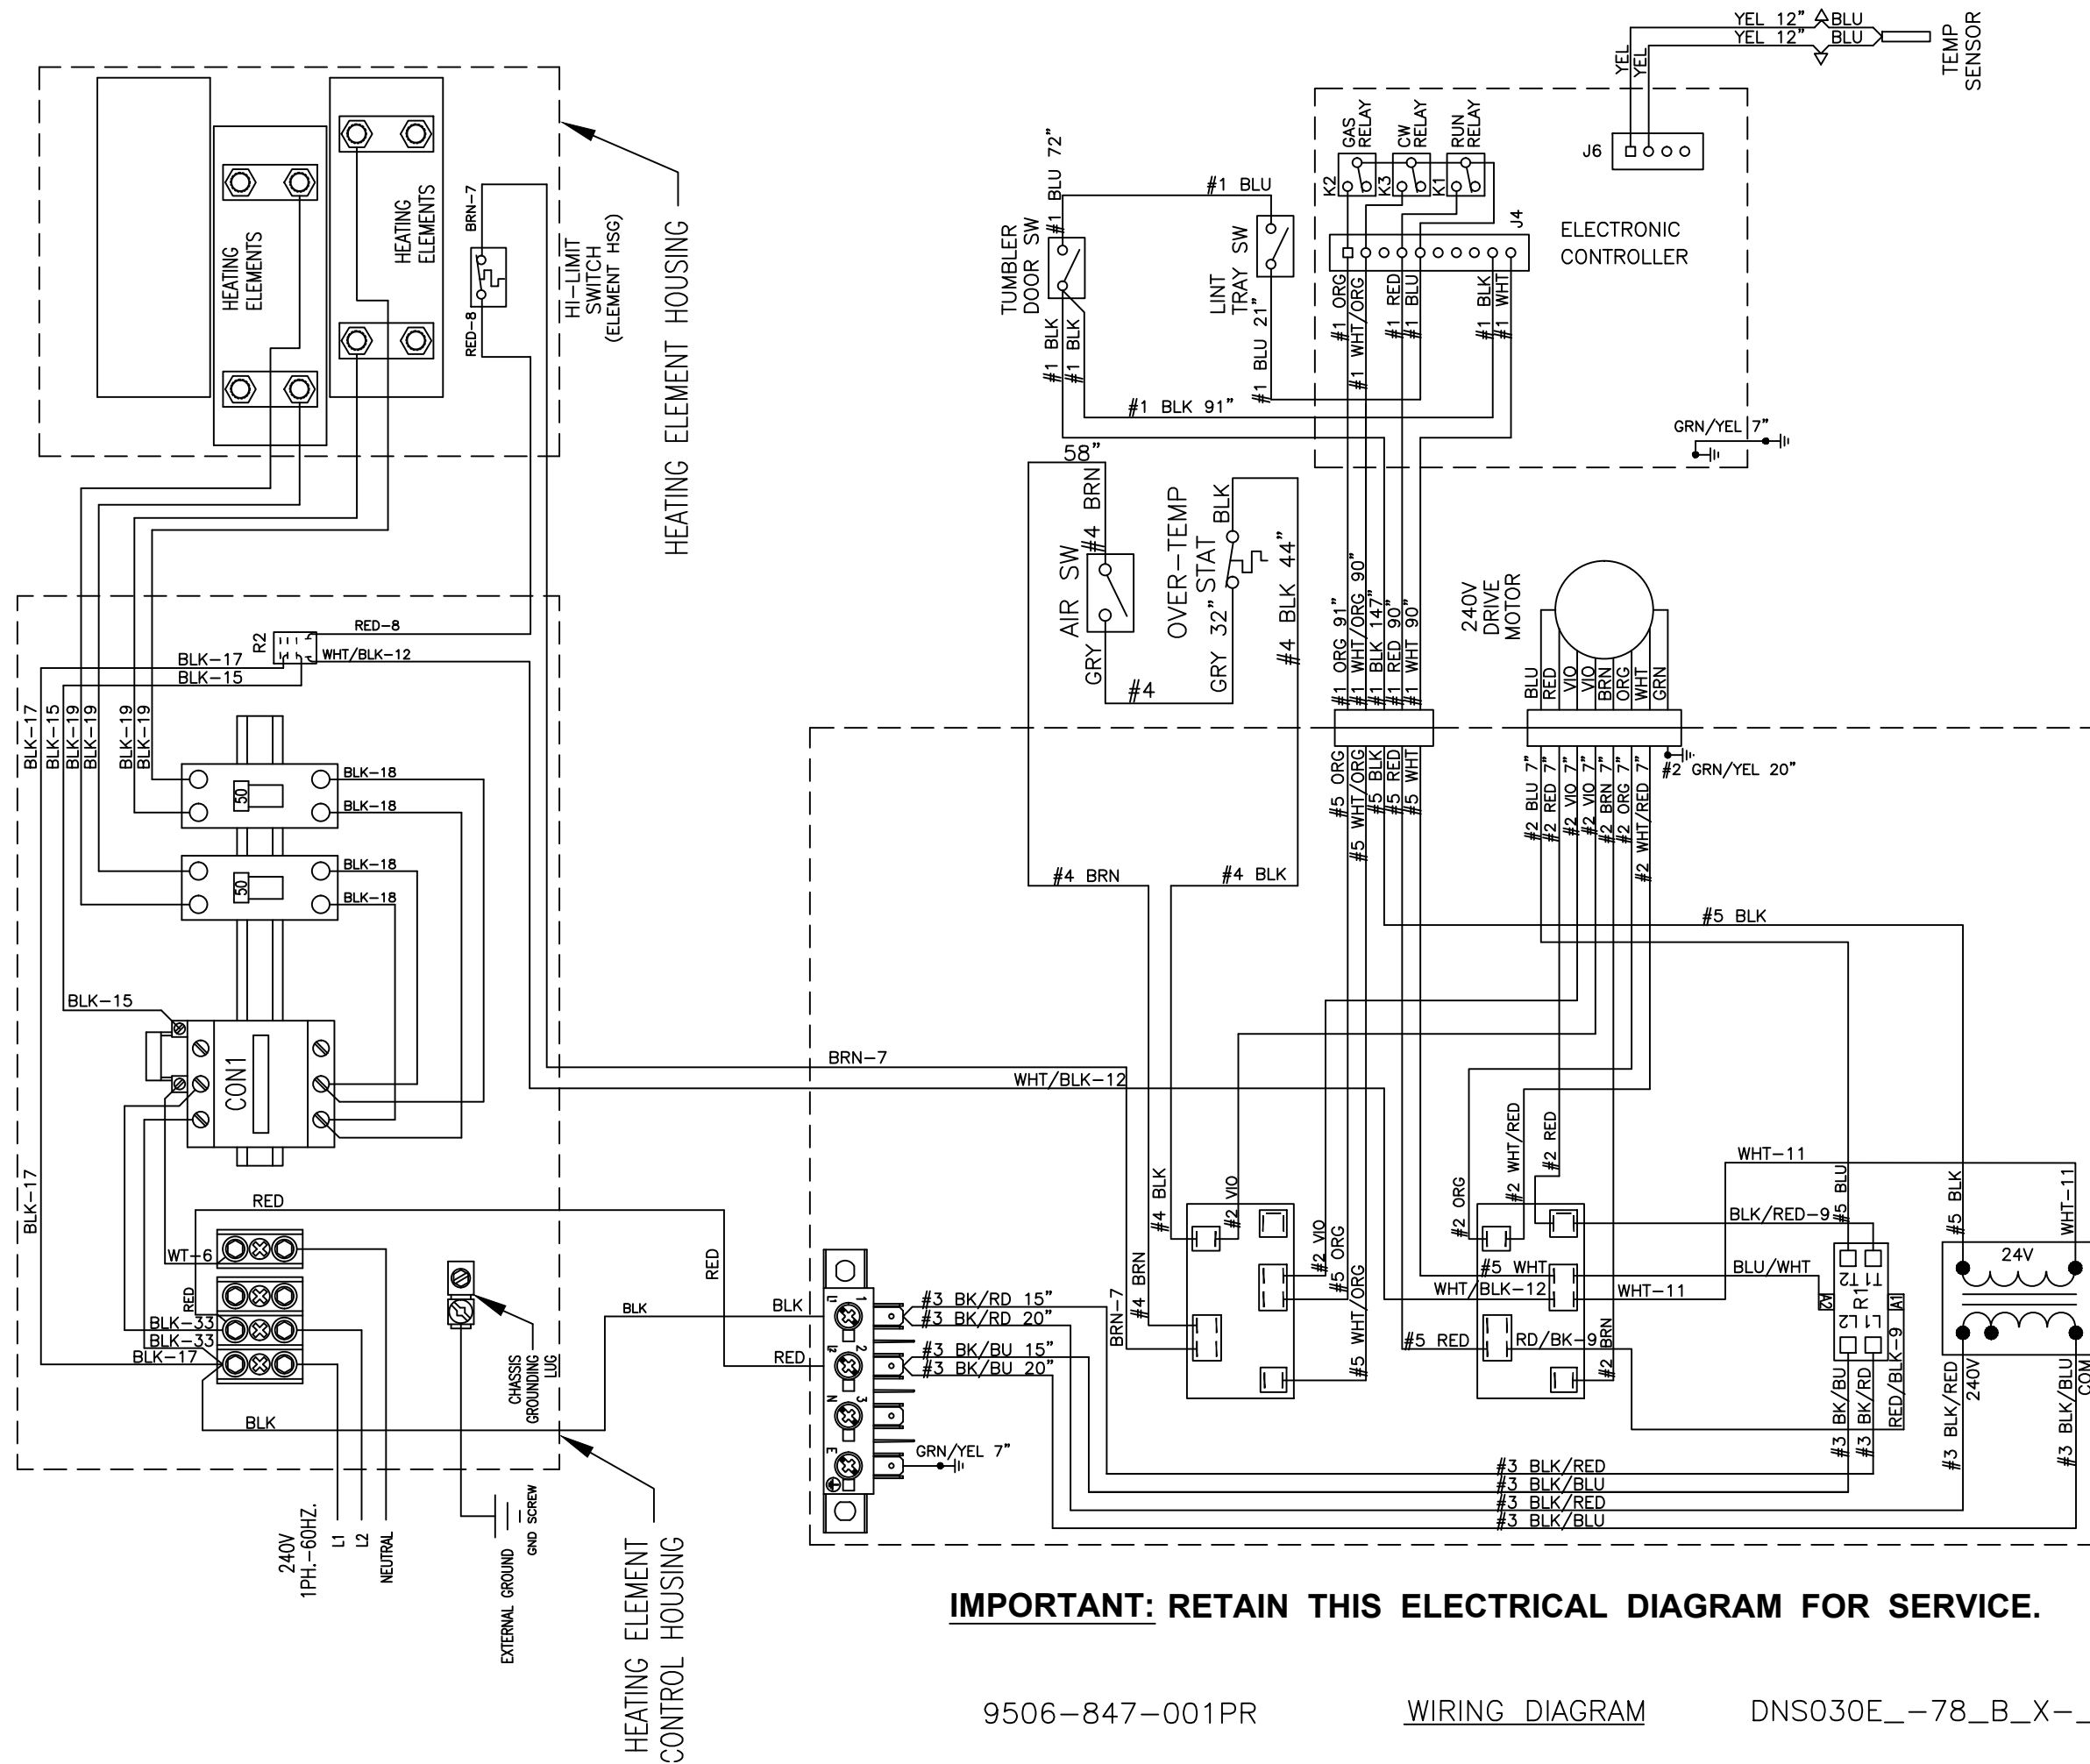 YEL 12" BLU
YEL 12" BLU
TEMP
SENSOR
YEL
YEL
J6
GAS
RELAY
CW
RELAY
RUN
RELAY
K2
K3
K1
J4
ELECTRONIC
CONTROLLER
#1 BLU 72"
#1 BLU
TUMBLER
DOOR SW
LINT
TRAY SW
#1 BLK
#1 BLK
#1 BLU 21"
#1 BLK 91"
#1 ORG
#1 WHT/ORG
#1 RED
#1 BLU
#1 BLK
#1 WHT
GRN/YEL 7"
HEATING
ELEMENTS
HEATING
ELEMENTS
BRN-7
RED-8
HI-LIMIT
SWITCH
(ELEMENT HSG)
HEATING ELEMENT HOUSING
58"
#4 BRN
AIR SW
GRY
#4
OVER-TEMP
STAT
BLK
GRY 32"
#4 BLK 44"
#1 ORG 91"
#1 WHT/ORG 90"
#1 BLK 147"
#1 RED 90"
#1 WHT 90"
240V
DRIVE
MOTOR
BLU
RED
VIO
VIO
BRN
ORG
WHT
GRN
#2 GRN/YEL 20"
#5 ORG
#5 WHT/ORG
#5 BLK
#5 RED
#5 WHT
#2 BLU 7"
#2 RED 7"
#2 VIO 7"
#2 VIO 7"
#2 BRN 7"
#2 ORG 7"
#2 WHT/RED 7"
R2
RED-8
WHT/BLK-12
BLK-17
BLK-15
BLK-17
BLK-15
BLK-19
BLK-19
BLK-19
BLK-19
50
BLK-18
BLK-18
50
BLK-18
BLK-18
#4 BRN
#4 BLK
#5 BLK
BLK-15
CON1
BRN-7
WHT/BLK-12
BLK-17
RED
WT-6
RED
BLK-33
BLK-33
BLK-17
BLK
RED
BLK
BLK
RED
CHASSIS
GROUNDING
LUG
240V
1PH.-60HZ.
L1
L2
NEUTRAL
EXTERNAL GROUND
GND SCREW
HEATING ELEMENT
CONTROL HOUSING
L1 1
L2 2
N 3
E
#3 BK/RD 15"
#3 BK/RD 20"
#3 BK/BU 15"
#3 BK/BU 20"
GRN/YEL 7"
BRN-7
#4 BRN
#4 BLK
#2 VIO
#2 VIO
#5 ORG
#5 WHT/ORG
#2 ORG
#2 WHT/RED
#2 RED
#5 WHT
WHT/BLK-12
#5 RED
RD/BK-9
#2 BRN
WHT-11
BLK/RED-9
BLU/WHT
WHT-11
#5 BLU
#5 BLK
WHT-11
T1 T2
R1
A2
A1
L2 L1
24V
240V
COM
#3 BK/BU
#3 BK/RD
RED/BLK-9
#3 BLK/RED
#3 BLK/BLU
#3 BLK/RED
#3 BLK/BLU
#3 BLK/RED
#3 BLK/BLU
IMPORTANT: RETAIN THIS ELECTRICAL DIAGRAM FOR SERVICE.
9506-847-001PR
WIRING DIAGRAM
DNS030E_-78_B_X-_